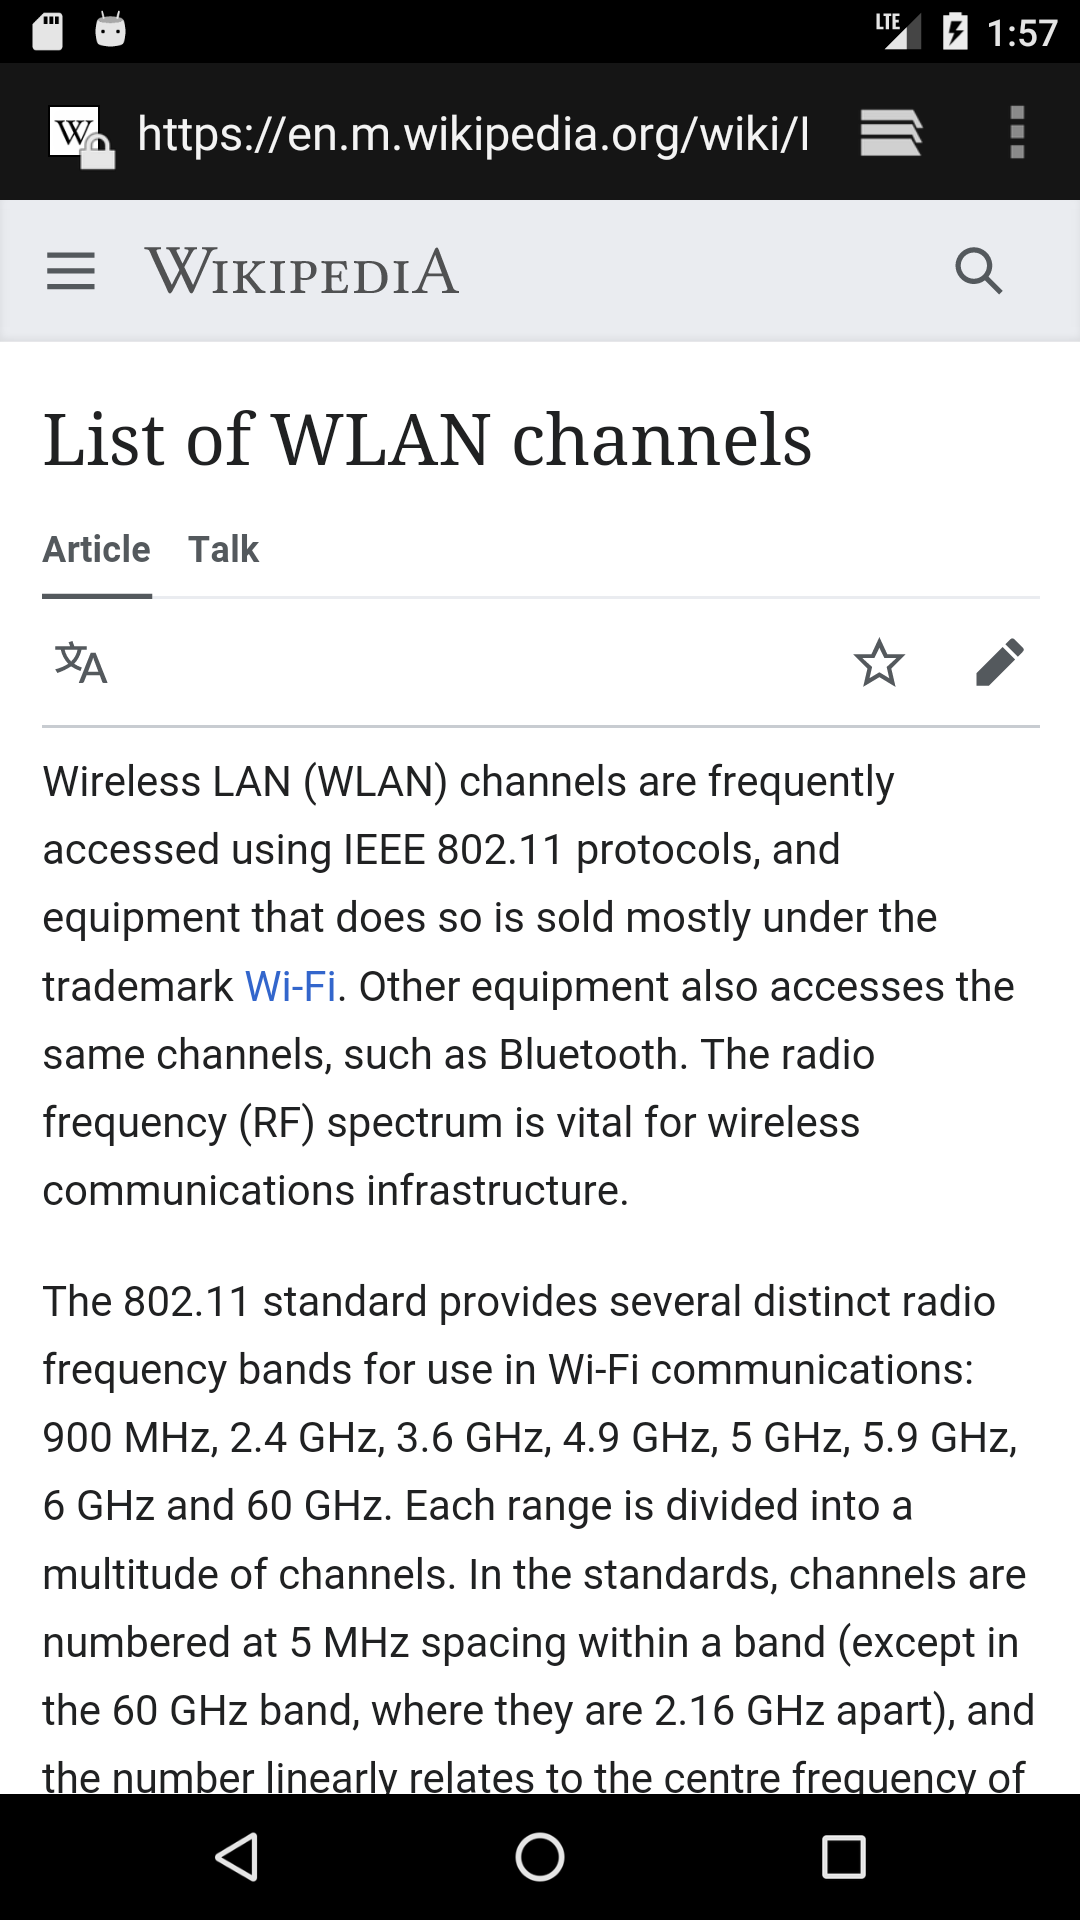 LTE 1:57
W https://en.m.wikipedia.org/wiki/l
WIKIPEDIA
List of WLAN channels
Article Talk
文A
Wireless LAN (WLAN) channels are frequently
accessed using IEEE 802.11 protocols, and
equipment that does so is sold mostly under the
trademark Wi-Fi. Other equipment also accesses the
same channels, such as Bluetooth. The radio
frequency (RF) spectrum is vital for wireless
communications infrastructure.
The 802.11 standard provides several distinct radio
frequency bands for use in Wi-Fi communications:
900 MHz, 2.4 GHz, 3.6 GHz, 4.9 GHz, 5 GHz, 5.9 GHz,
6 GHz and 60 GHz. Each range is divided into a
multitude of channels. In the standards, channels are
numbered at 5 MHz spacing within a band (except in
the 60 GHz band, where they are 2.16 GHz apart), and
the number linearly relates to the centre frequency of